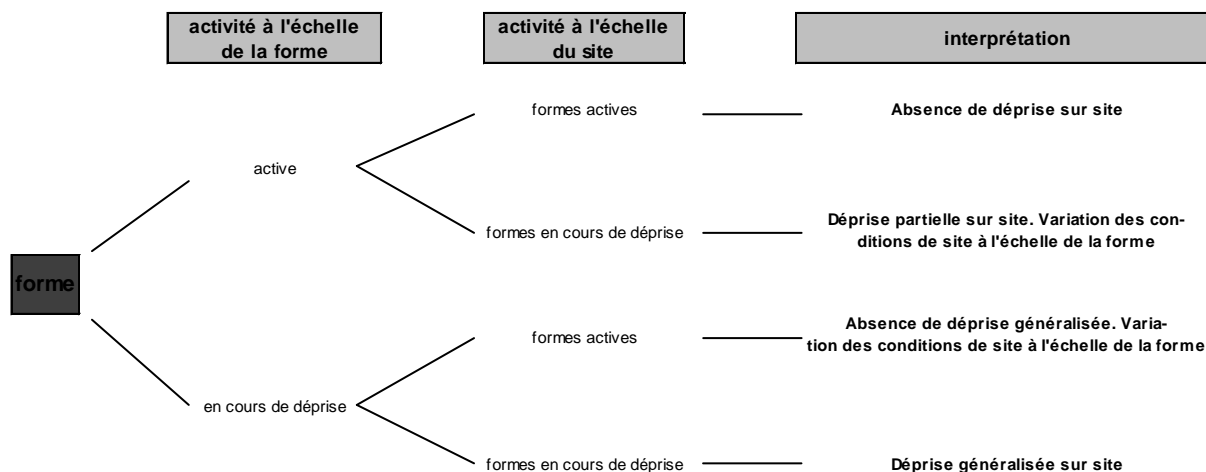 activité à l'échelle
de la forme
activité à l'échelle
du site
interprétation
formes actives
Absence de déprise sur site
active
formes en cours de déprise
Déprise partielle sur site. Variation des con-
ditions de site à l'échelle de la forme
forme
formes actives
Absence de déprise généralisée. Varia-
tion des conditions de site à l'échelle de la forme
en cours de déprise
formes en cours de déprise
Déprise généralisée sur site